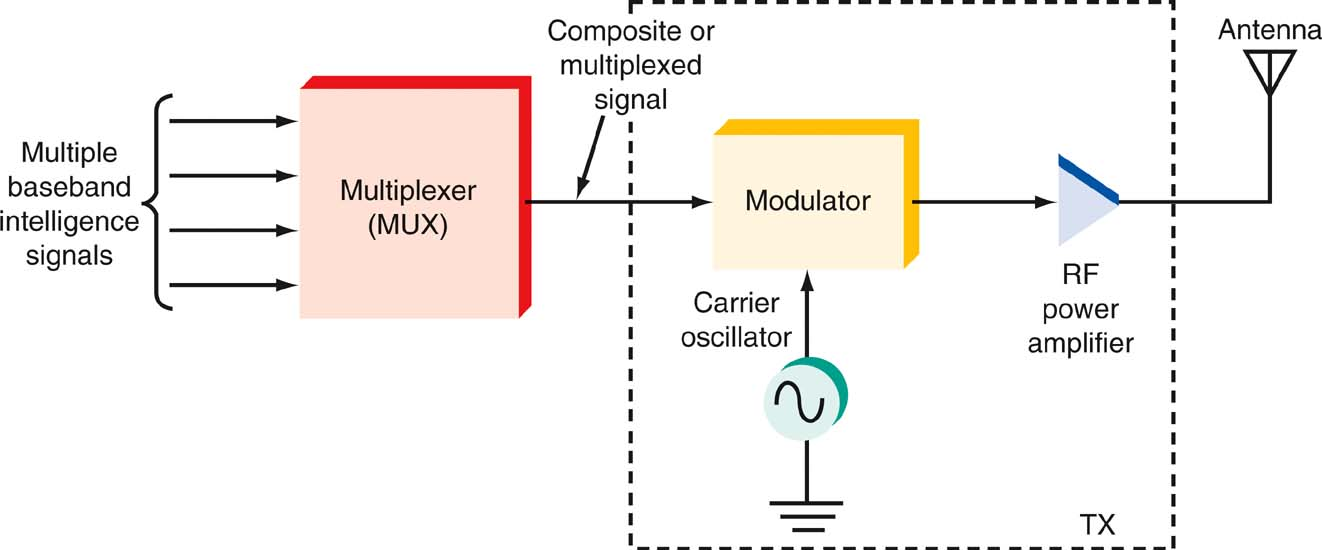 Multiple
baseband
intelligence
signals
Multiplexer
(MUX)
Composite or
multiplexed
signal
Modulator
Carrier
oscillator
RF
power
amplifier
Antenna
TX